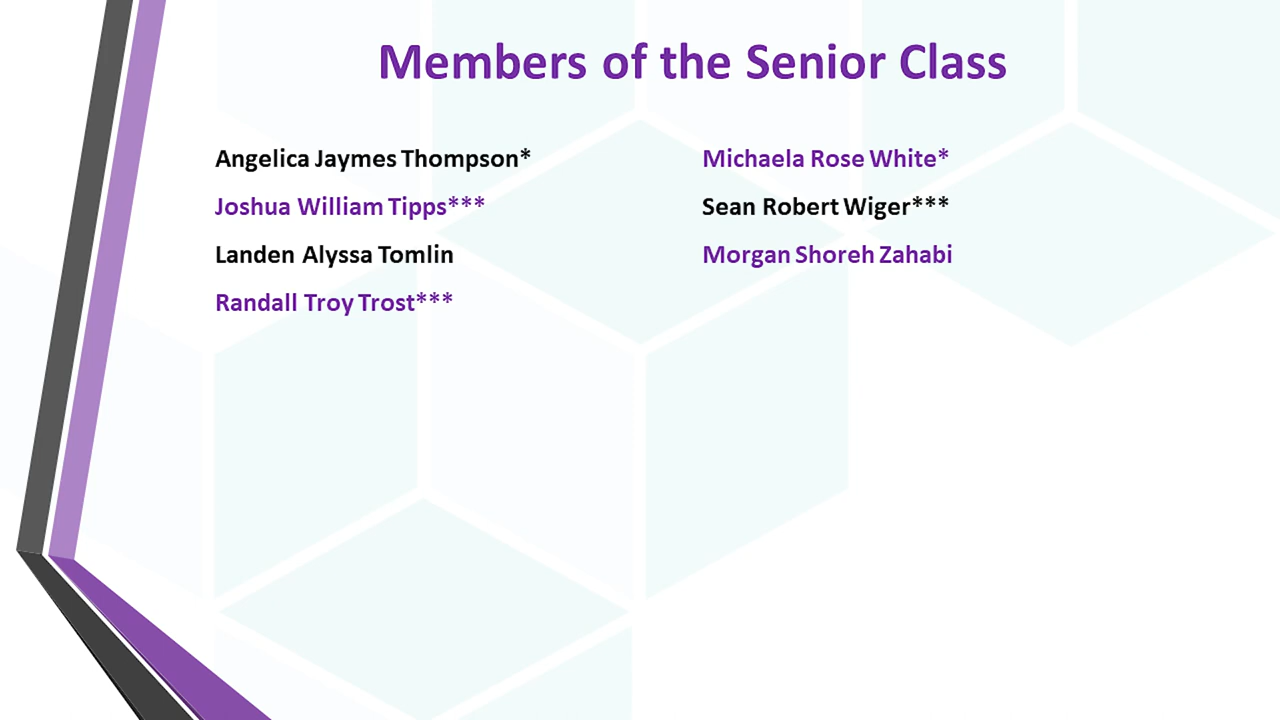 Members of the Senior Class
Angelica Jaymes Thompson*
Joshua William Tipps***
Landen Alyssa Tomlin
Randall Troy Trost***
Michaela Rose White*
Sean Robert Wiger***
Morgan Shoreh Zahabi